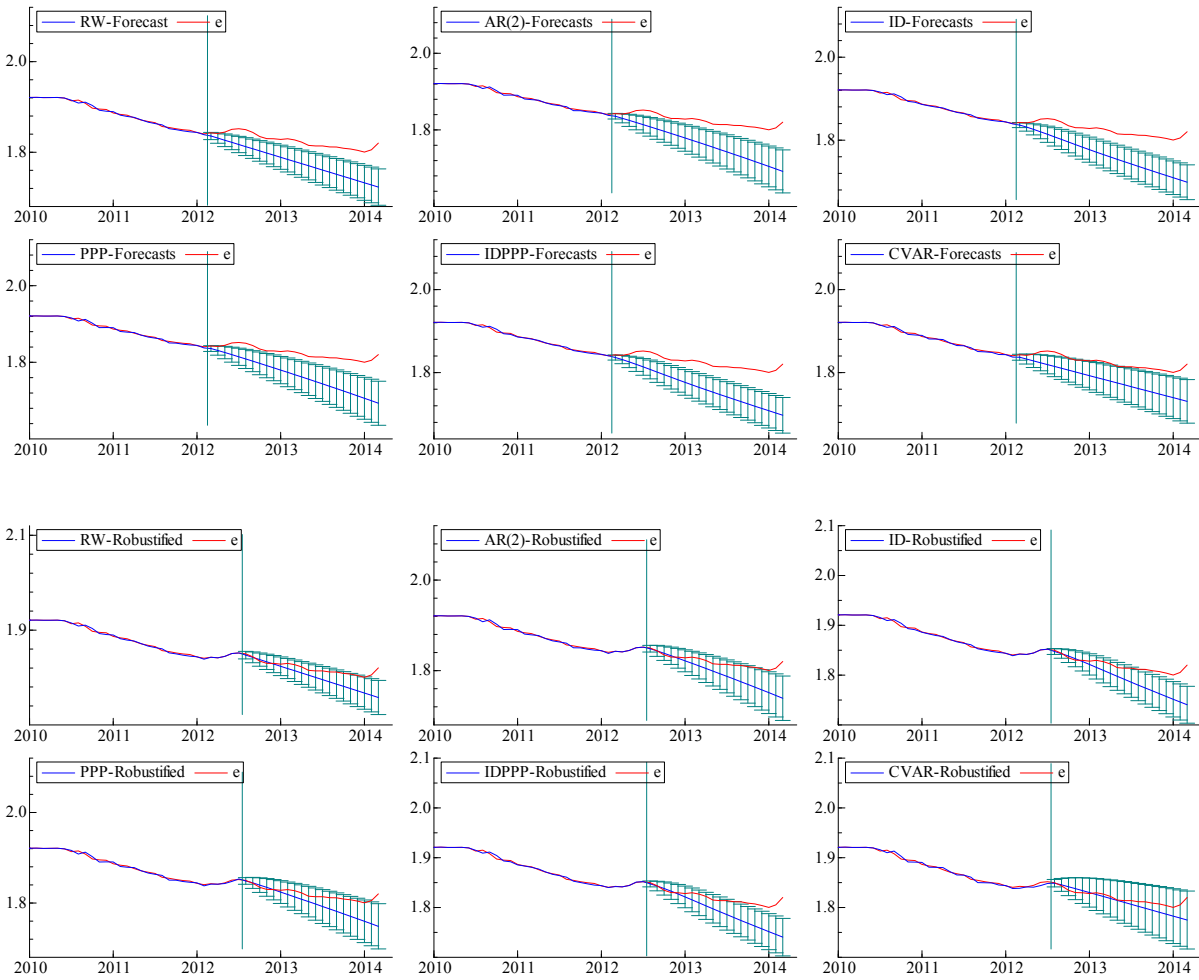 RW-Forecast e
2.0
1.8
2010 2011 2012 2013 2014
AR(2)-Forecasts e
2.0
1.8
2010 2011 2012 2013 2014
ID-Forecasts e
2.0
1.8
2010 2011 2012 2013 2014
PPP-Forecasts e
2.0
1.8
2010 2011 2012 2013 2014
IDPPP-Forecasts e
2.0
1.8
2010 2011 2012 2013 2014
CVAR-Forecasts e
2.0
1.8
2010 2011 2012 2013 2014
RW-Robustified e
2.1
1.9
2010 2011 2012 2013 2014
AR(2)-Robustified e
2.0
1.8
2010 2011 2012 2013 2014
ID-Robustified e
2.1
2.0
1.9
1.8
2010 2011 2012 2013 2014
PPP-Robustified e
2.0
1.8
2010 2011 2012 2013 2014
IDPPP-Robustified e
2.1
2.0
1.9
1.8
2010 2011 2012 2013 2014
CVAR-Robustified e
2.1
2.0
1.9
1.8
2010 2011 2012 2013 2014